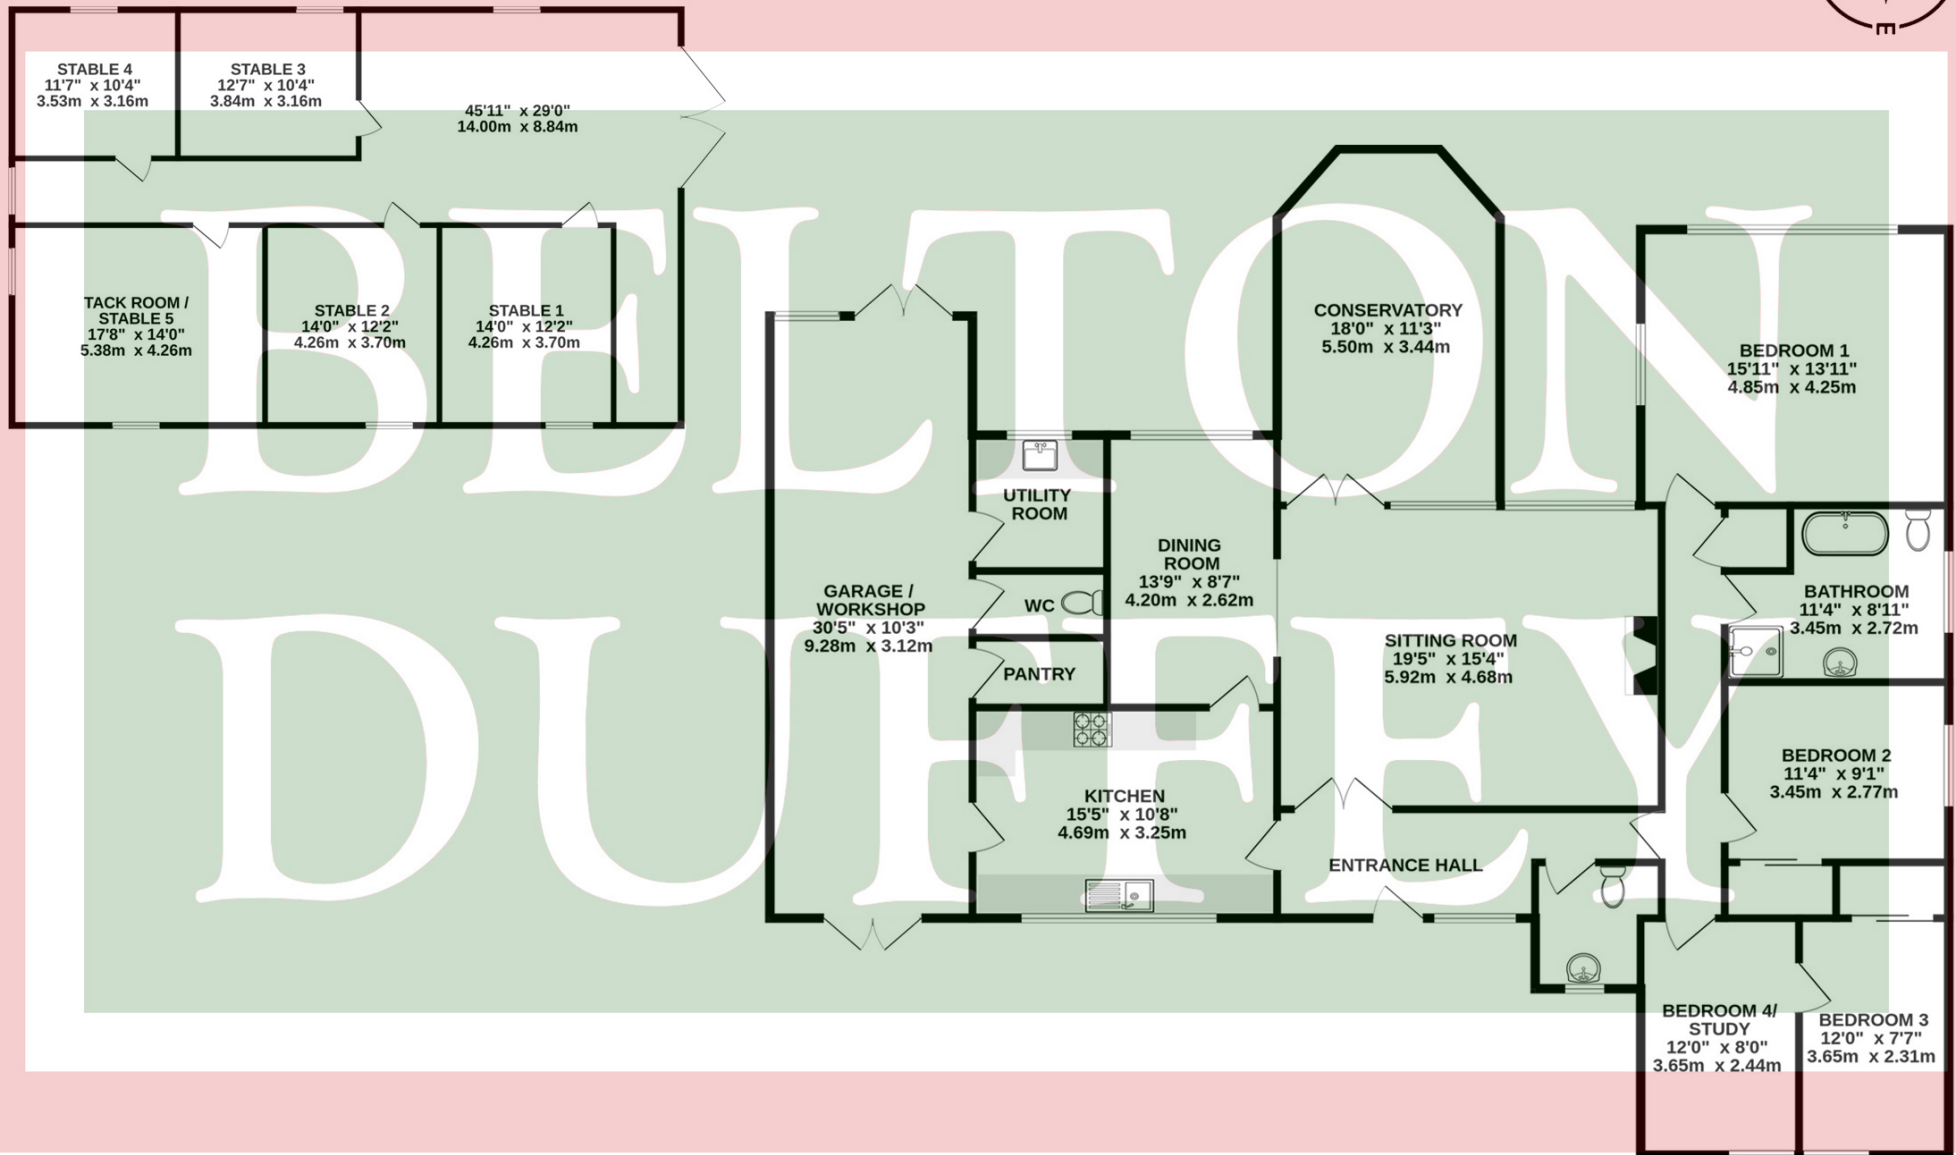 E
STABLE 4
11'7" x 10'4"
3.53m x 3.16m
STABLE 3
12'7" x 10'4"
3.84m x 3.16m
45'11" x 29'0"
14.00m x 8.84m
TACK ROOM /
STABLE 5
17'8" x 14'0"
5.38m x 4.26m
STABLE 2
14'0" x 12'2"
4.26m x 3.70m
STABLE 1
14'0" x 12'2"
4.26m x 3.70m
BELTON
DUFFEY
CONSERVATORY
18'0" x 11'3"
5.50m x 3.44m
BEDROOM 1
15'11" x 13'11"
4.85m x 4.25m
UTILITY
ROOM
DINING
ROOM
13'9" x 8'7"
4.20m x 2.62m
GARAGE /
WORKSHOP
30'5" x 10'3"
9.28m x 3.12m
WC
PANTRY
SITTING ROOM
19'5" x 15'4"
5.92m x 4.68m
BATHROOM
11'4" x 8'11"
3.45m x 2.72m
BEDROOM 2
11'4" x 9'1"
3.45m x 2.77m
KITCHEN
15'5" x 10'8"
4.69m x 3.25m
ENTRANCE HALL
BEDROOM 4/
STUDY
12'0" x 8'0"
3.65m x 2.44m
BEDROOM 3
12'0" x 7'7"
3.65m x 2.31m